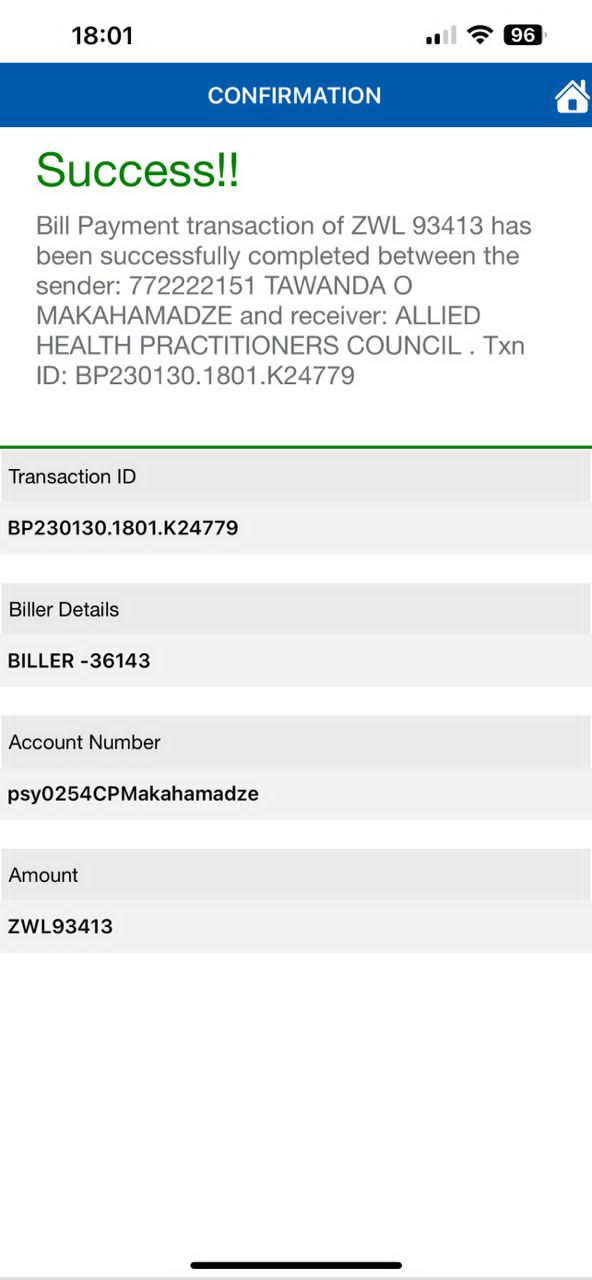 18:01
96
CONFIRMATION
Success!!
Bill Payment transaction of ZWL 93413 has
been successfully completed between the
sender: 772222151 TAWANDA O
MAKAHAMADZE and receiver: ALLIED
HEALTH PRACTITIONERS COUNCIL . Txn
ID: BP230130.1801.K24779
Transaction ID
BP230130.1801.K24779
Biller Details
BILLER -36143
Account Number
psy0254CPMakahamadze
Amount
ZWL93413